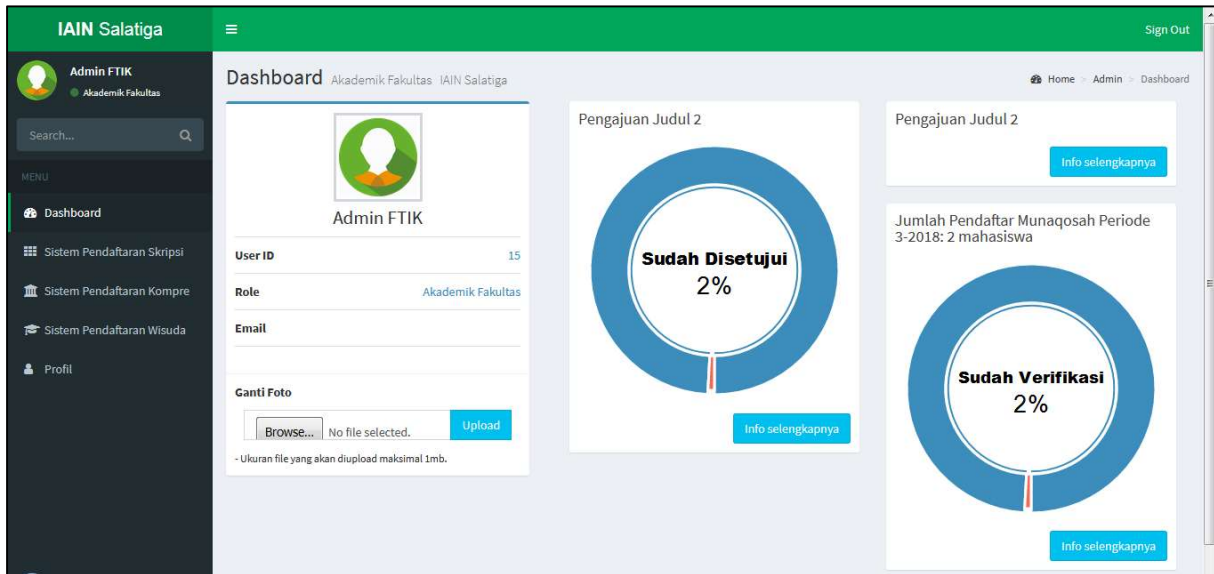 IAIN Salatiga
Sign Out
Admin FTIK
Akademik Fakultas
Search...
MENU
Dashboard
Sistem Pendaftaran Skripsi
Sistem Pendaftaran Kompre
Sistem Pendaftaran Wisuda
Profil
Dashboard Akademik Fakultas IAIN Salatiga
Home > Admin > Dashboard
Admin FTIK
User ID 15
Role Akademik Fakultas
Email
Ganti Foto
Browse... No file selected. Upload
- Ukuran file yang akan diupload maksimal 1mb.
Pengajuan Judul 2
Sudah Disetujui
2%
Info selengkapnya
Pengajuan Judul 2
Info selengkapnya
Jumlah Pendaftar Munaqosah Periode
3-2018: 2 mahasiswa
Sudah Verifikasi
2%
Info selengkapnya